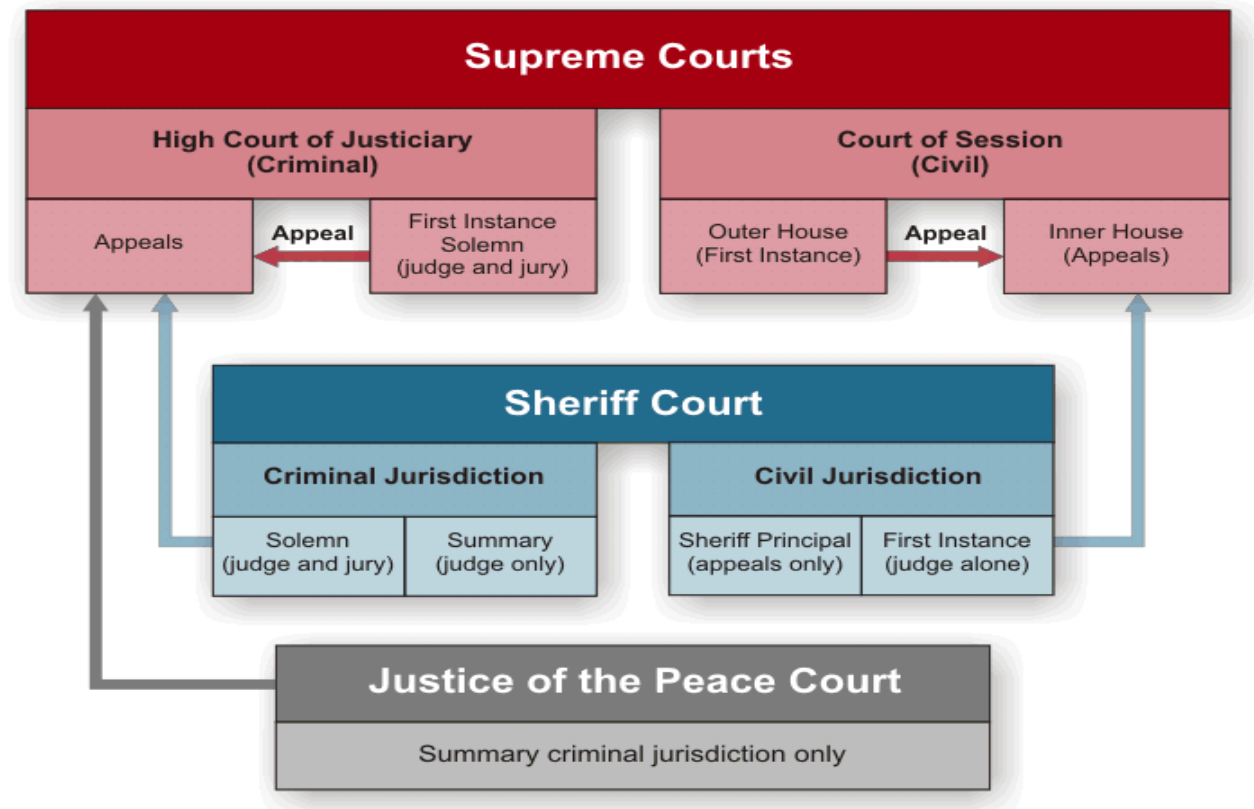 Supreme Courts
High Court of Justiciary
(Criminal)
Court of Session
(Civil)
Appeals
Appeal
First Instance
Solemn
(judge and jury)
Outer House
(First Instance)
Appeal
Inner House
(Appeals)
Sheriff Court
Criminal Jurisdiction
Civil Jurisdiction
Solemn
(judge and jury)
Summary
(judge only)
Sheriff Principal
(appeals only)
First Instance
(judge alone)
Justice of the Peace Court
Summary criminal jurisdiction only